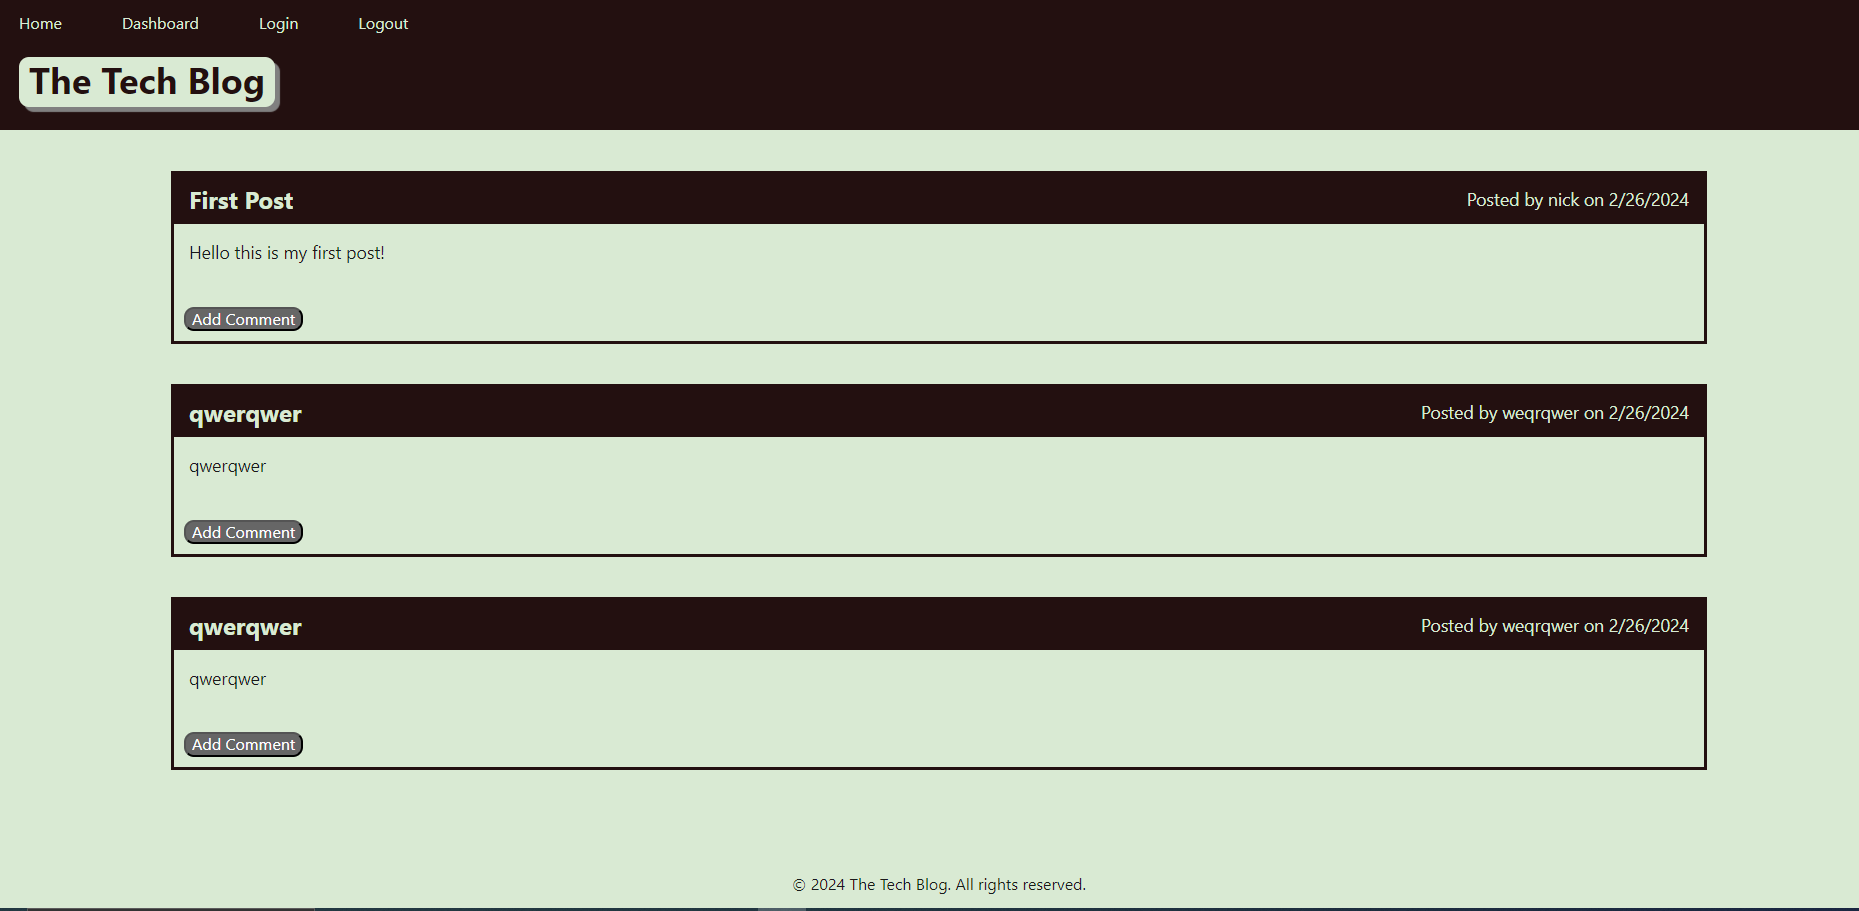 Home Dashboard Login Logout
The Tech Blog
First Post Posted by nick on 2/26/2024
Hello this is my first post!
Add Comment
qwerqwer Posted by weqrqwer on 2/26/2024
qwerqwer
Add Comment
qwerqwer Posted by weqrqwer on 2/26/2024
qwerqwer
Add Comment
© 2024 The Tech Blog. All rights reserved.